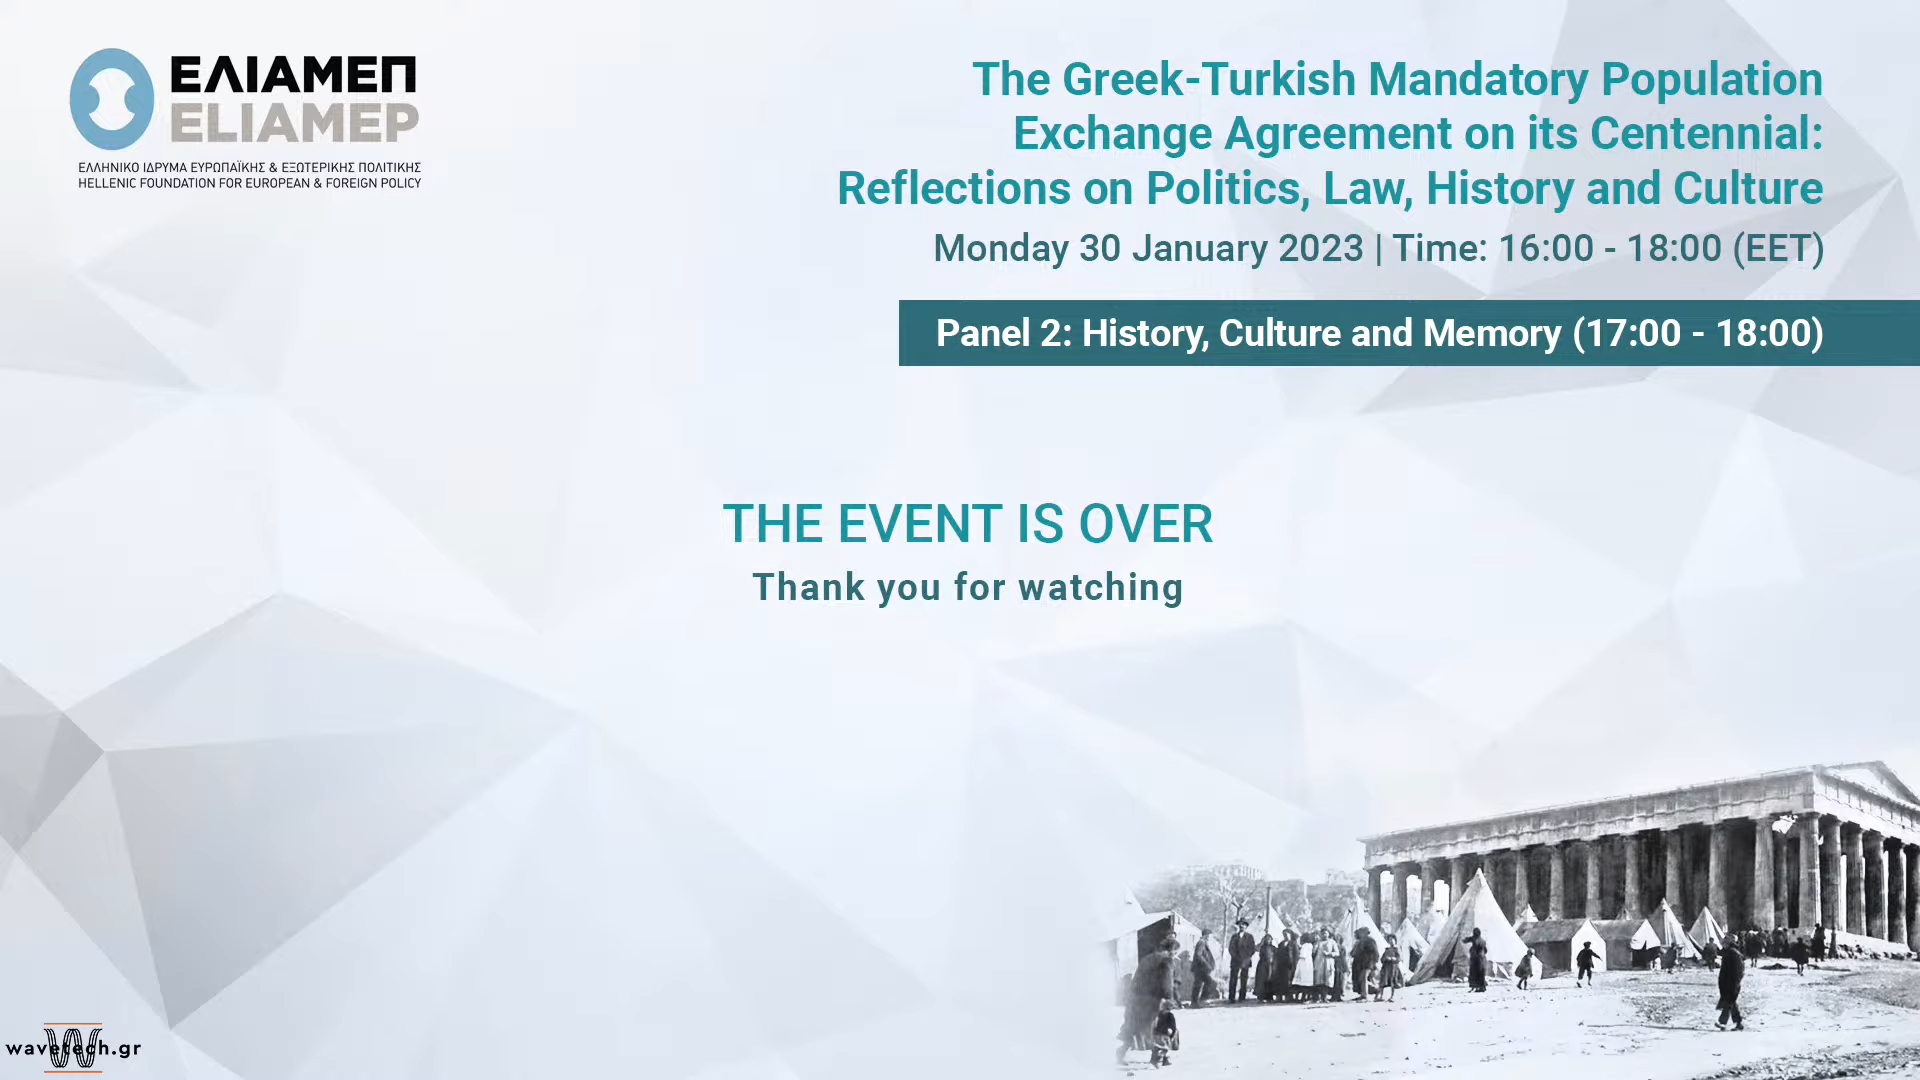 ΕΛΙΑΜΕΠ
ELIAMEP
ΕΛΛΗΝΙΚΟ ΙΔΡΥΜΑ ΕΥΡΩΠΑΪΚΗΣ & ΕΞΩΤΕΡΙΚΗΣ ΠΟΛΙΤΙΚΗΣ
HELLENIC FOUNDATION FOR EUROPEAN & FOREIGN POLICY
The Greek-Turkish Mandatory Population
Exchange Agreement on its Centennial:
Reflections on Politics, Law, History and Culture
Monday 30 January 2023 | Time: 16:00 - 18:00 (EET)
Panel 2: History, Culture and Memory (17:00 - 18:00)
THE EVENT IS OVER
Thank you for watching
wavetech.gr